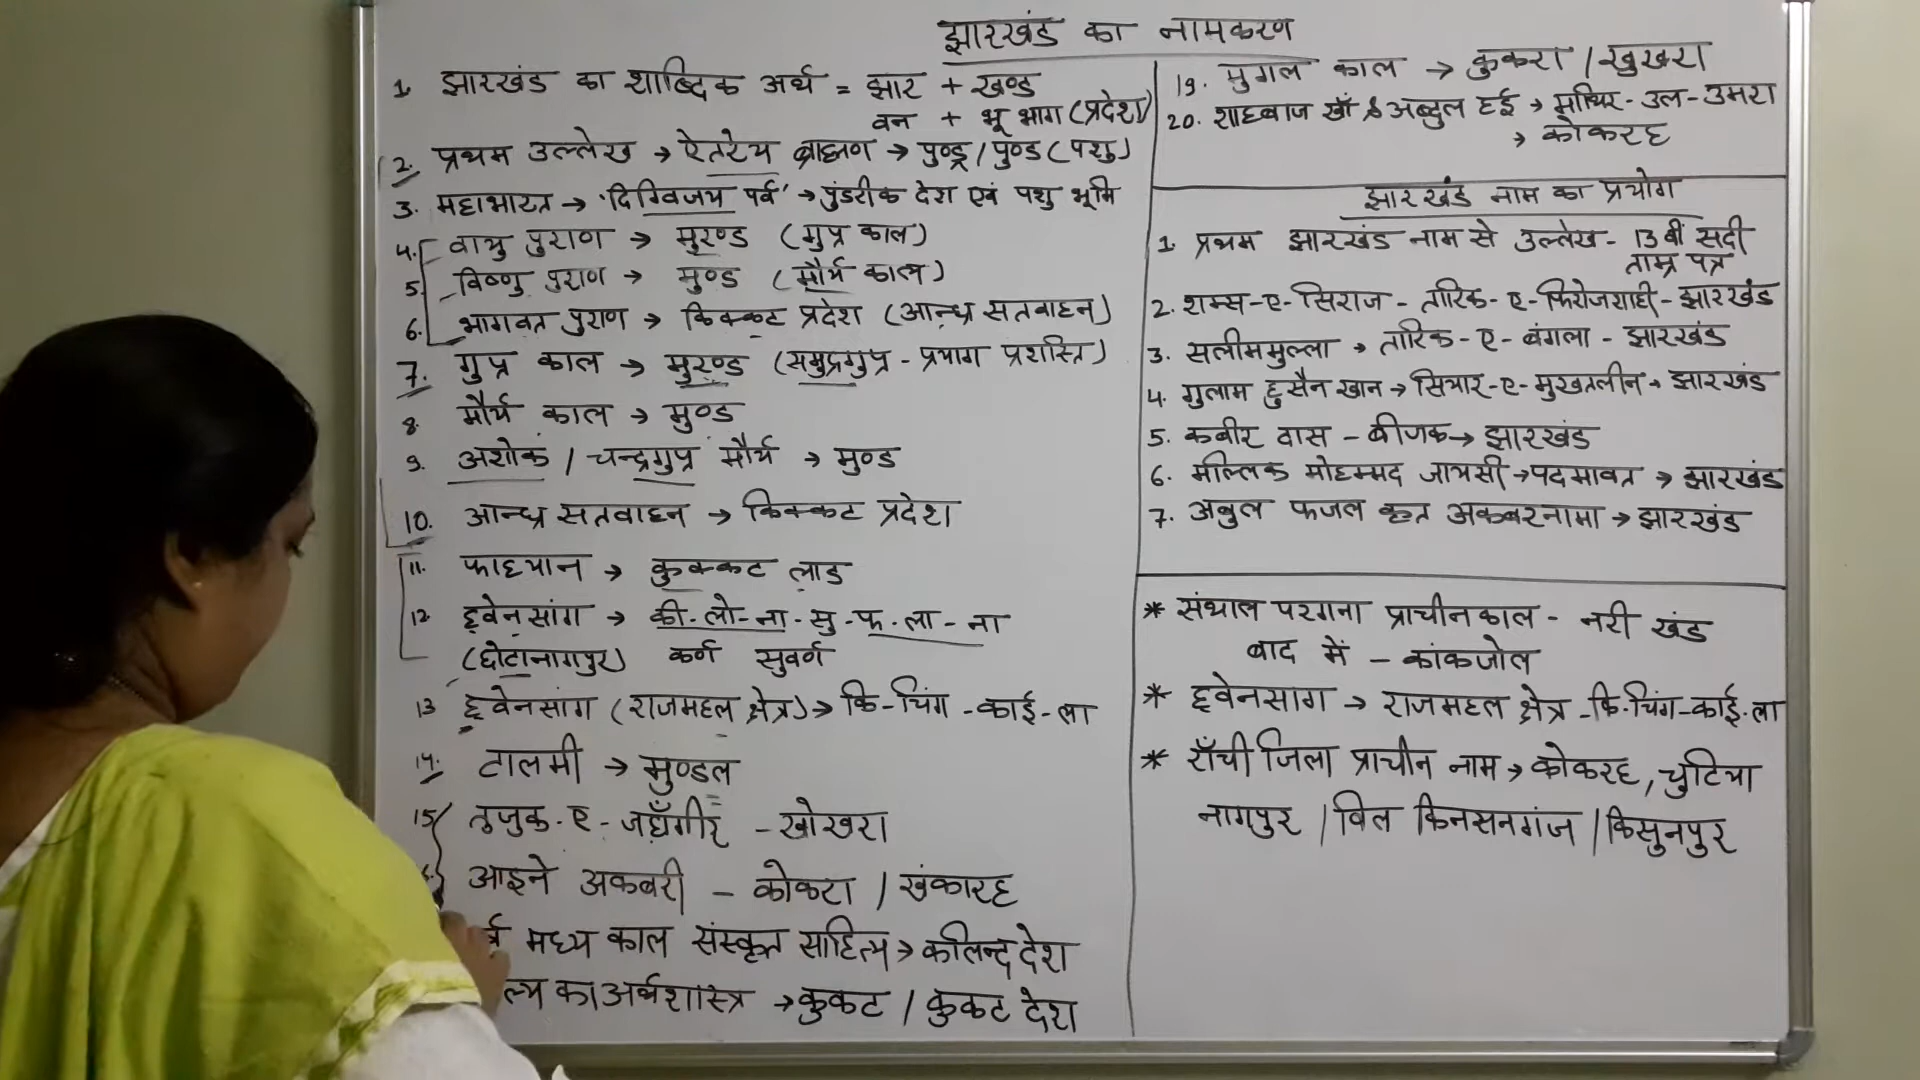 झारखंड का नामकरण
1. झारखंड का शाब्दिक अर्थ = झार + खण्ड
वन + भू भाग (प्रदेश)
2. प्रथम उल्लेख → ऐतरेय ब्राह्मण → पुण्ड्र / पुण्ड (पशु)
3. महाभारत → 'दिग्विजय पर्व' → पुंडरीक देश एवं पशु भूमि
4. वायु पुराण → मुरण्ड (गुप्त काल)
5. विष्णु पुराण → मुण्ड (मौर्य काल)
6. भागवत पुराण → किक्कट प्रदेश (आन्ध्र सतवाहन)
7. गुप्त काल → मुरण्ड (समुद्रगुप्त - प्रयाग प्रशस्ति)
8. मौर्य काल → मुण्ड
9. अशोक / चन्द्रगुप्त मौर्य → मुण्ड
10. आन्ध्र सतवाहन → किक्कट प्रदेश
11. फाह्यान → कुक्कट लाड
12. ह्वेनसांग → की-लो-ना-सु-फ-ला-ना
(छोटानागपुर) कर्ण सुवर्ण
13 ह्वेनसांग (राजमहल क्षेत्र) → कि-चिंग-काई-ला
14. टालमी → मुण्डल
15 तुजुक-ए-जहाँगीर - खोखरा
आइने अकबरी - कोकरा / खंकारह
मध्य काल संस्कृत साहित्य → कलिन्द देश
ल्य का अर्थशास्त्र → कुकट / कुकट देश
19. मुगल काल → कुकरा / खुखरा
20. शाहबाज खाँ & अब्दुल हई → माथिर-उल-उमरा
→ कोकरह
झारखंड नाम का प्रयोग
1. प्रथम झारखंड नाम से उल्लेख - 13 वीं सदी
ताम्र पत्र
2. शम्स-ए-सिराज - तारिक-ए-फिरोजशाही - झारखंड
3. सलीममुल्ला → तारिक-ए-बंगला - झारखंड
4. गुलाम हुसैन खान → सियार-ए-मुखतलीन → झारखंड
5. कबीर दास - बीजक → झारखंड
6. मल्लिक मोहम्मद जायसी → पदमावत → झारखंड
7. अबुल फजल कृत अकबरनामा → झारखंड
* संथाल परगना प्राचीनकाल - नरी खंड
बाद में - कांकजोल
* ह्वेनसाग → राजमहल क्षेत्र - कि-चिंग-काई-ला
* राँची जिला प्राचीन नाम → कोकरह, चुटिया
नागपुर / विल किनसनगंज / किसुनपुर